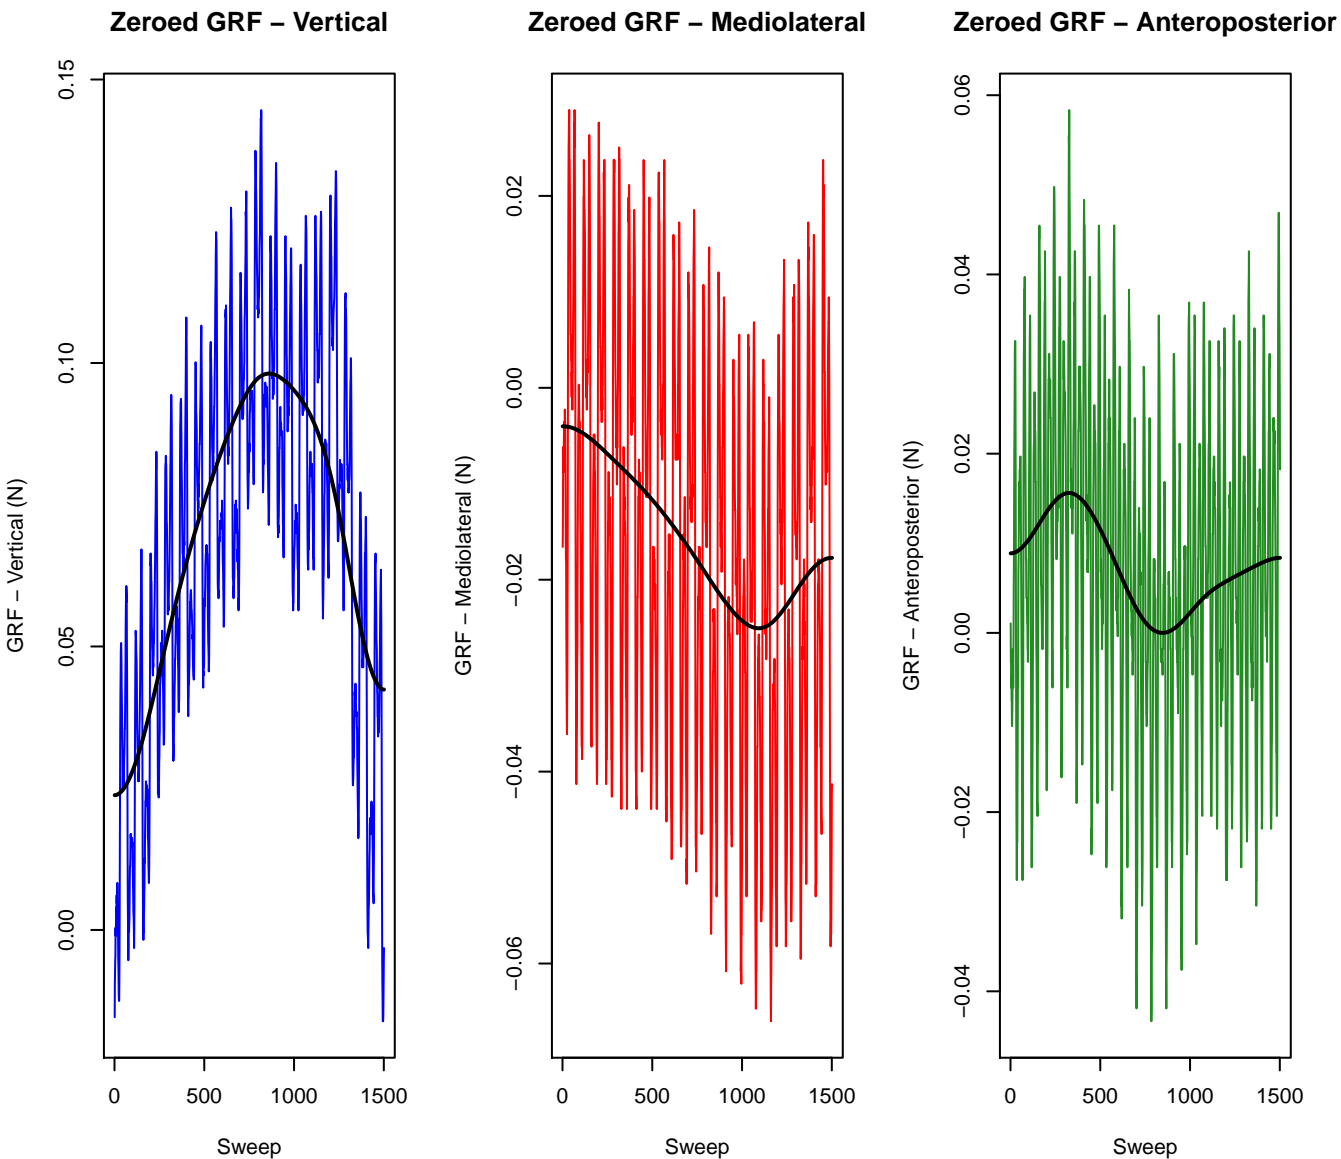 Zeroed GRF – Vertical
GRF – Vertical (N)
0.15
0.10
0.05
0.00
0 500 1000 1500
Sweep
Zeroed GRF – Mediolateral
GRF – Mediolateral (N)
0.02
0.00
−0.02
−0.04
−0.06
0 500 1000 1500
Sweep
Zeroed GRF – Anteroposterior
GRF – Anteroposterior (N)
0.06
0.04
0.02
0.00
−0.02
−0.04
0 500 1000 1500
Sweep